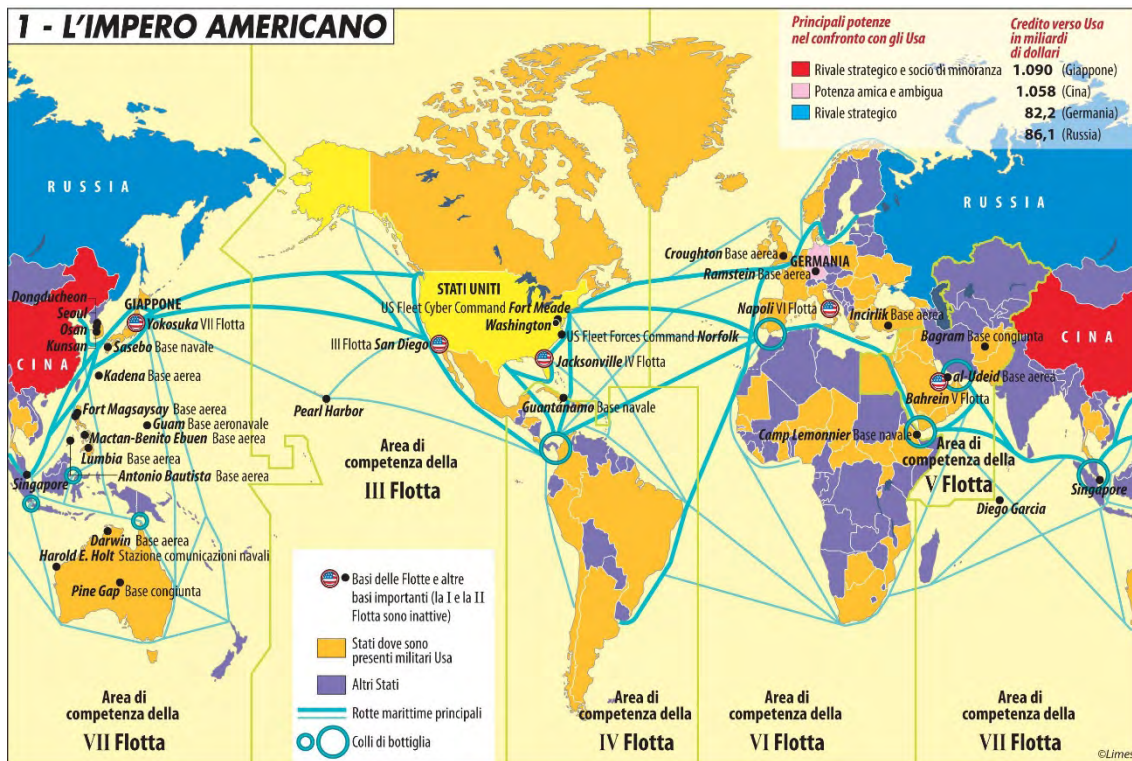 1 - L'IMPERO AMERICANO
Principali potenze
nel confronto con gli Usa
Credito verso Usa
in miliardi
di dollari
Rivale strategico e socio di minoranza
1.090 (Giappone)
Potenza amica e ambigua
1.058 (Cina)
Rivale strategico
82,2 (Germania)
86,1 (Russia)
RUSSIA
RUSSIA
Dongducheon
Seoul
Osan
Kunsan
GIAPPONE
Yokosuka VII Flotta
Sasebo Base navale
CINA
Kadena Base aerea
Fort Magsaysay Base aerea
Guam Base aeronavale
Mactan-Benito Ebuen Base aerea
Lumbia Base aerea
Antonio Bautista Base aerea
Singapore
Darwin Base aerea
Harold E. Holt Stazione comunicazioni navali
Pine Gap Base congiunta
STATI UNITI
US Fleet Cyber Command Fort Meade
Washington
US Fleet Forces Command Norfolk
III Flotta San Diego
Jacksonville IV Flotta
Pearl Harbor
Guantánamo Base navale
Croughton Base aerea
GERMANIA
Ramstein Base aerea
Napoli VI Flotta
Incirlik Base aerea
Bagram Base congiunta
CINA
al-Udeid Base aerea
Bahrein V Flotta
Camp Lemonnier Base navale
Singapore
Diego Garcia
Area di
competenza della
III Flotta
Area di
competenza della
V Flotta
Basi delle Flotte e altre
basi importanti (la I e la II
Flotta sono inattive)
Stati dove sono
presenti militari Usa
Altri Stati
Rotte marittime principali
Colli di bottiglia
Area di
competenza della
VII Flotta
Area di
competenza della
IV Flotta
Area di
competenza della
VI Flotta
Area di
competenza della
VII Flotta
©Limes